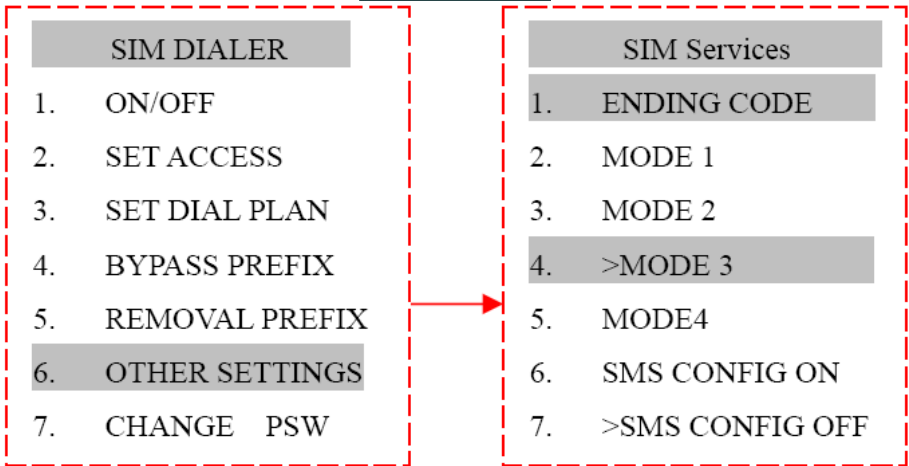 SIM DIALER
1. ON/OFF
2. SET ACCESS
3. SET DIAL PLAN
4. BYPASS PREFIX
5. REMOVAL PREFIX
6. OTHER SETTINGS
7. CHANGE PSW
SIM Services
1. ENDING CODE
2. MODE 1
3. MODE 2
4. >MODE 3
5. MODE4
6. SMS CONFIG ON
7. >SMS CONFIG OFF